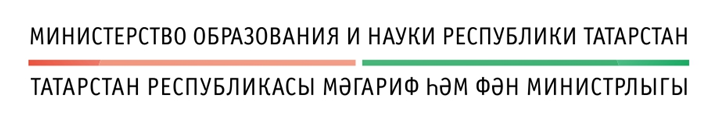 МИНИСТЕРСТВО ОБРАЗОВАНИЯ И НАУКИ РЕСПУБЛИКИ ТАТАРСТАН
ТАТАРСТАН РЕСПУБЛИКАСЫ МӘГАРИФ ҺӘМ ФӘН МИНИСТРЛЫГЫ